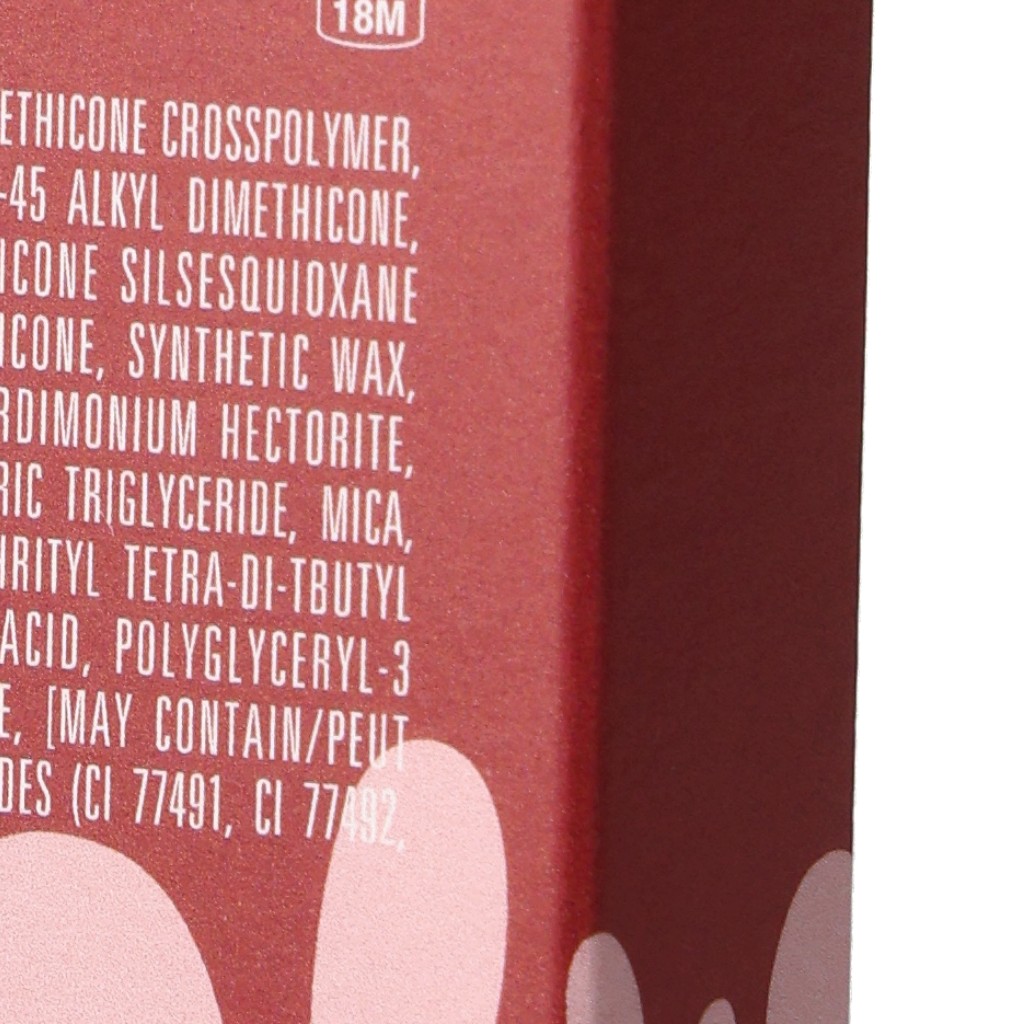 18M
ETHICONE CROSSPOLYMER,
-45 ALKYL DIMETHICONE,
ICONE SILSESQUIOXANE
ICONE, SYNTHETIC WAX,
RDIMONIUM HECTORITE,
RIC TRIGLYCERIDE, MICA,
HRITYL TETRA-DI-TBUTYL
ACID, POLYGLYCERYL-3
E, [MAY CONTAIN/PEUT
DES (CI 77491, CI 77492,